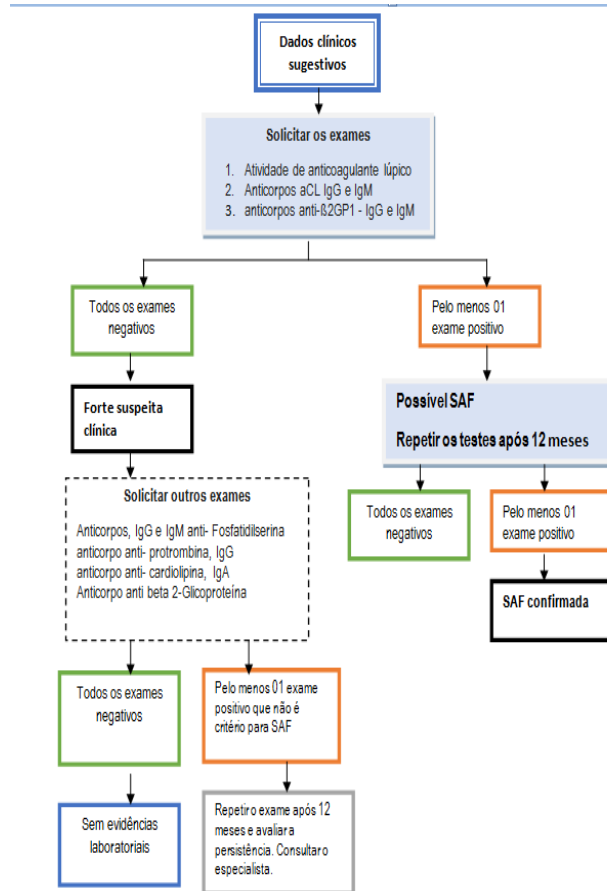 Dados clínicos
sugestivos
Solicitar os exames
1. Atividade de anticoagulante lúpico
2. Anticorpos aCL IgG e IgM
3. anticorpos anti-ß2GP1 - IgG e IgM
Todos os exames
negativos
Pelo menos 01
exame positivo
Forte suspeita
clínica
Possível SAF
Repetir os testes após 12 meses
Solicitar outros exames
Anticorpos, IgG e IgM anti- Fosfatidilserina
anticorpo anti- protrombina, IgG
anticorpo anti- cardiolipina, IgA
Anticorpo anti beta 2-Glicoproteína
Todos os exames
negativos
Pelo menos 01
exame positivo
SAF confirmada
Todos os exames
negativos
Pelo menos 01 exame
positivo que não é
critério para SAF
Sem evidências
laboratoriais
Repetir o exame após 12
meses e avaliar a
persistência. Consultar o
especialista.